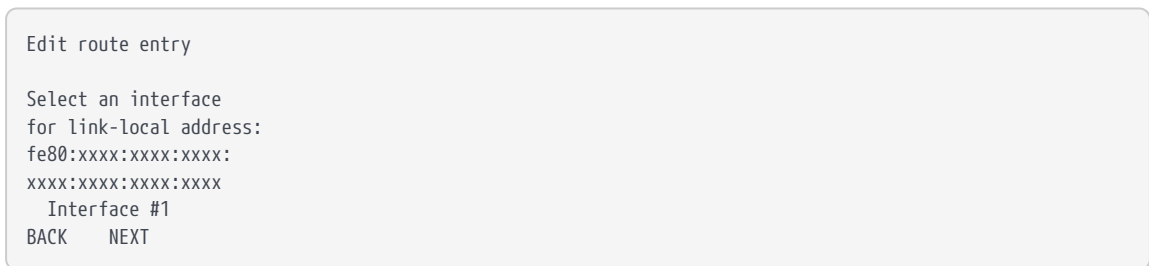 Edit route entry
Select an interface
for link-local address:
fe80:xxxx:xxxx:xxxx:
xxxx:xxxx:xxxx:xxxx
Interface #1
BACK NEXT